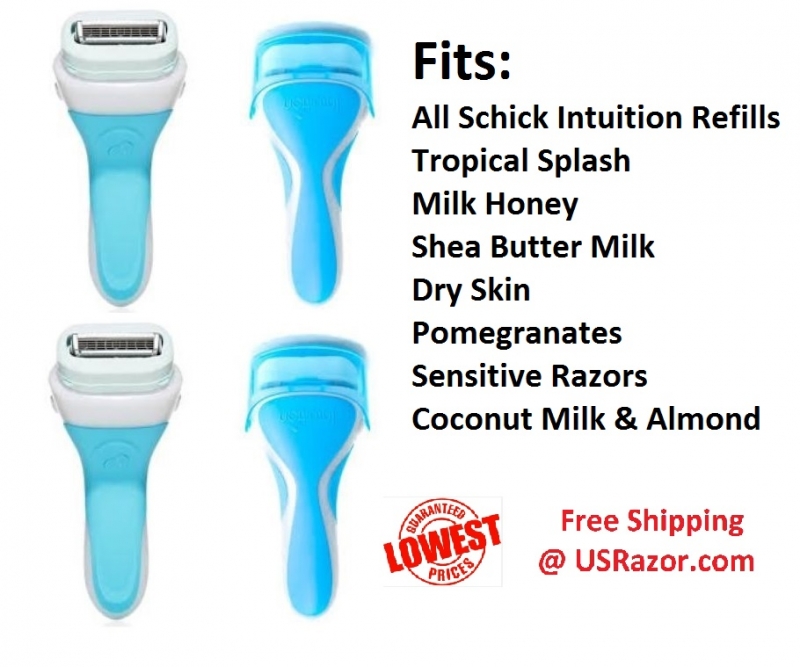 Fits:
All Schick Intuition Refills
Tropical Splash
Milk Honey
Shea Butter Milk
Dry Skin
Pomegranates
Sensitive Razors
Coconut Milk & Almond
GUARANTEED
LOWEST
PRICES
Free Shipping
@ USRazor.com